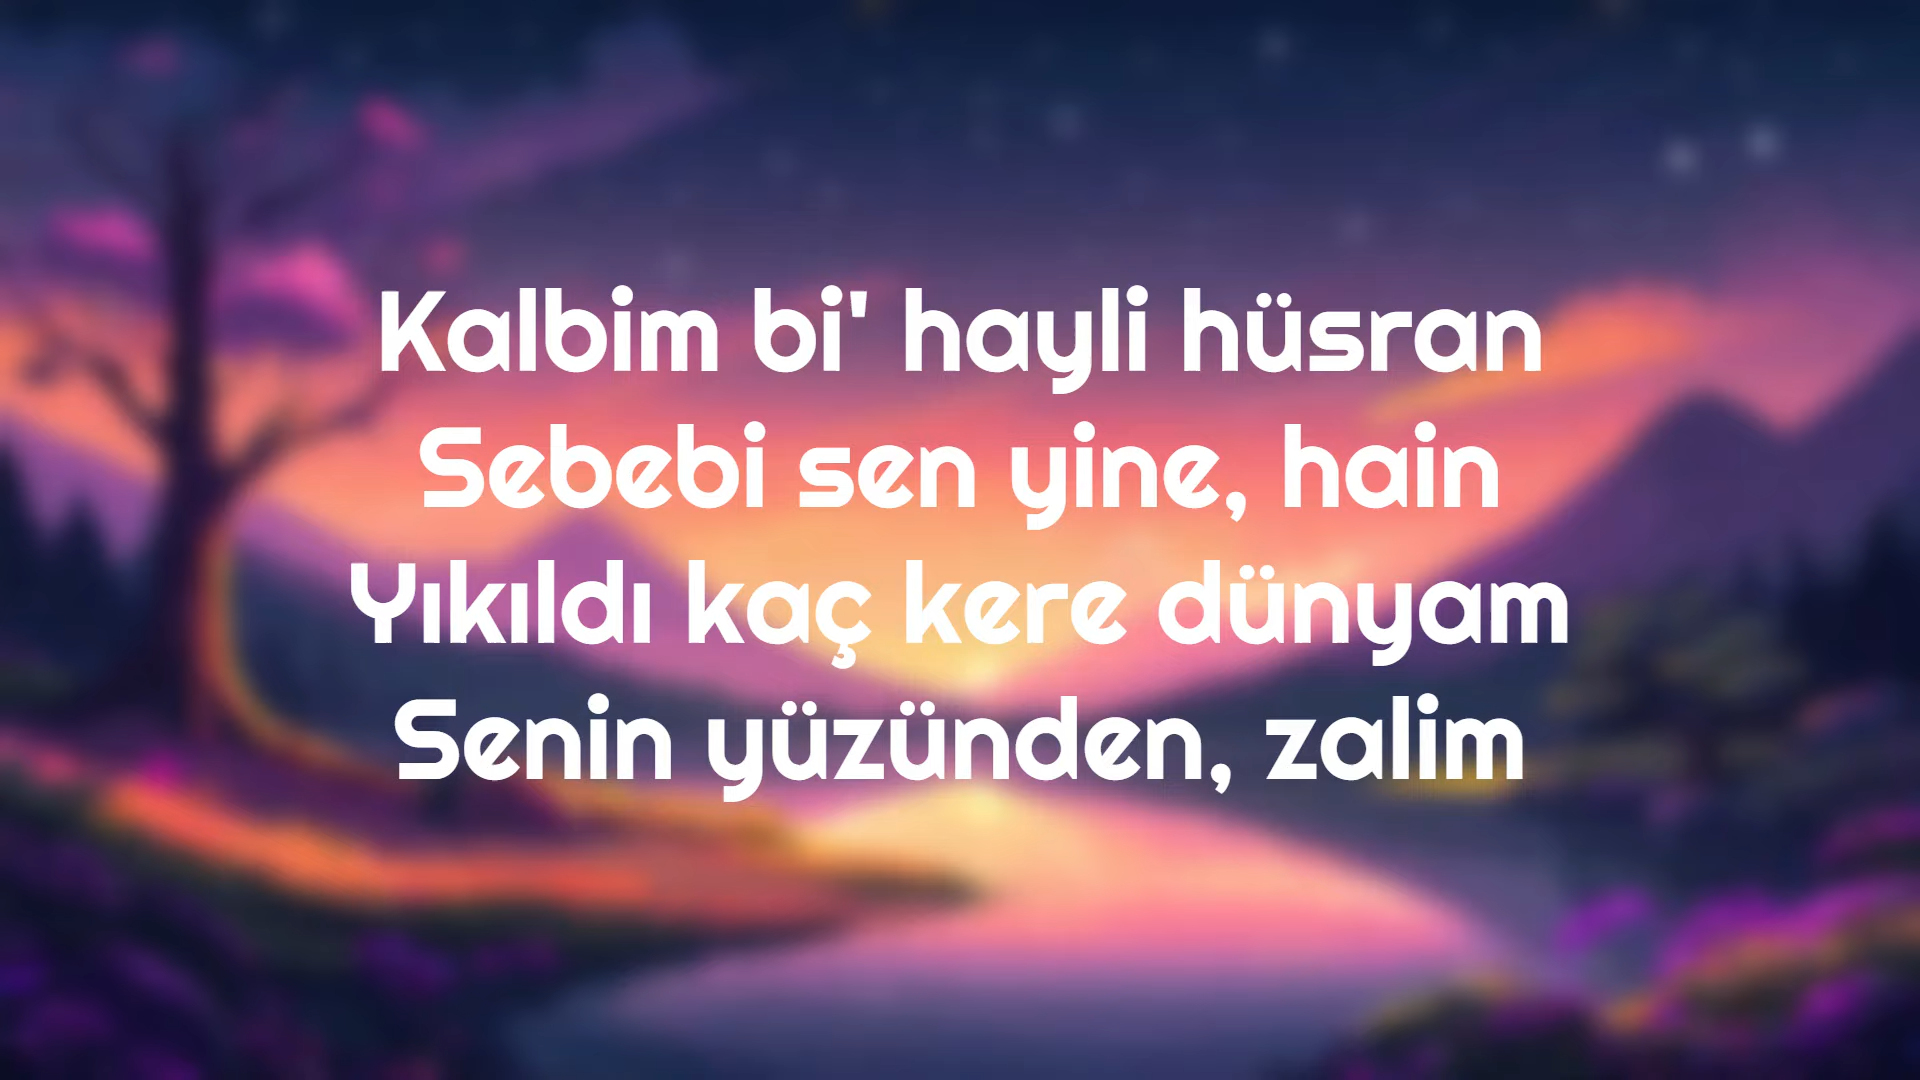 Kalbim bi' hayli hüsran
Sebebi sen yine, hain
Yıkıldı kaç kere dünyam
Senin yüzünden, zalim